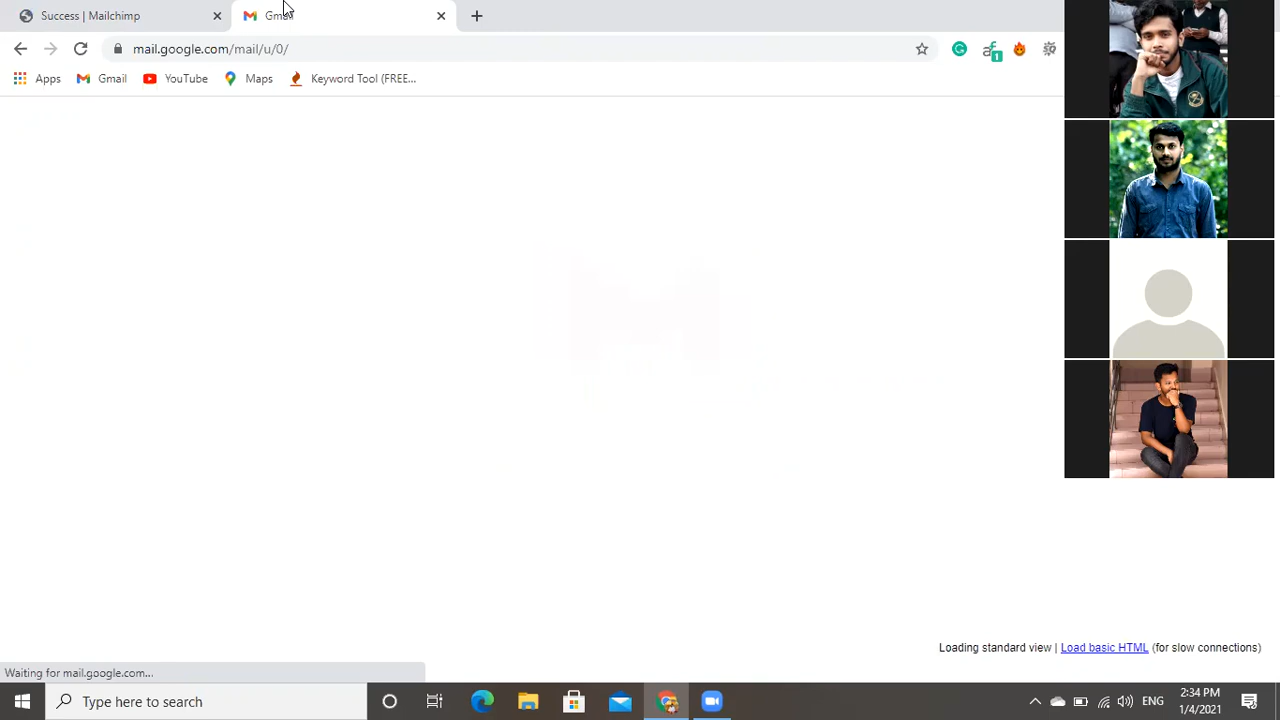 Success | Mailchimp
Gmail
mail.google.com/mail/u/0/
1
Apps
Gmail
YouTube
Maps
Keyword Tool (FREE...
Loading standard view | Load basic HTML (for slow connections)
Waiting for mail.google.com...
Type here to search
ENG
2:34 PM
1/4/2021